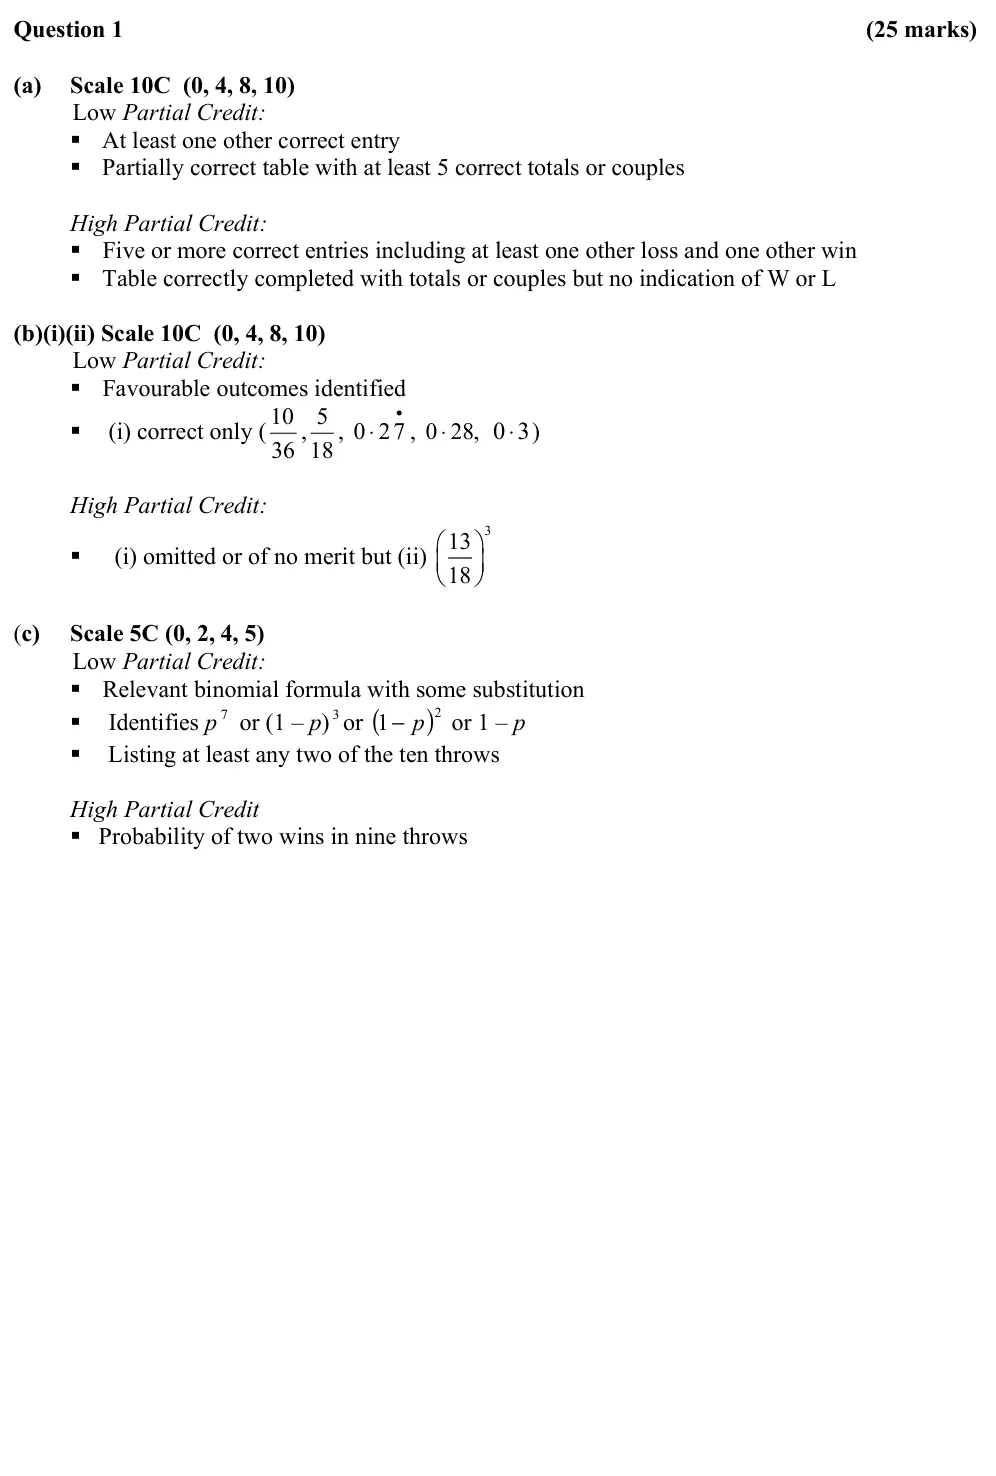 Question 1 (25 marks)
(a) Scale 10C (0, 4, 8, 10)
Low Partial Credit:
▪ At least one other correct entry
▪ Partially correct table with at least 5 correct totals or couples
High Partial Credit:
▪ Five or more correct entries including at least one other loss and one other win
▪ Table correctly completed with totals or couples but no indication of W or L
(b)(i)(ii) Scale 10C (0, 4, 8, 10)
Low Partial Credit:
▪ Favourable outcomes identified
▪ (i) correct only (10/36, 5/18, 0·27̇, 0·28, 0·3)
High Partial Credit:
▪ (i) omitted or of no merit but (ii) (13/18)³
(c) Scale 5C (0, 2, 4, 5)
Low Partial Credit:
▪ Relevant binomial formula with some substitution
▪ Identifies p⁷ or (1 – p)³ or (1 – p)² or 1 – p
▪ Listing at least any two of the ten throws
High Partial Credit
▪ Probability of two wins in nine throws